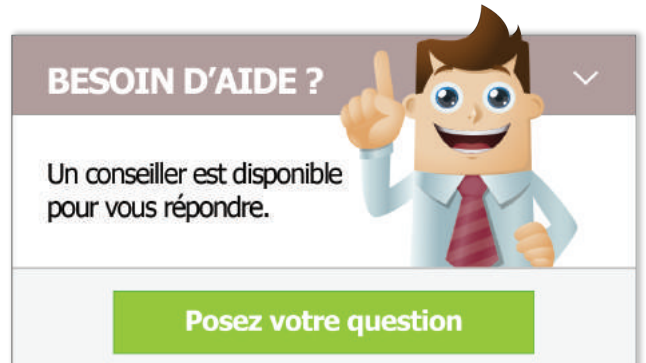 BESOIN D’AIDE ?
Un conseiller est disponible
pour vous répondre.
Posez votre question